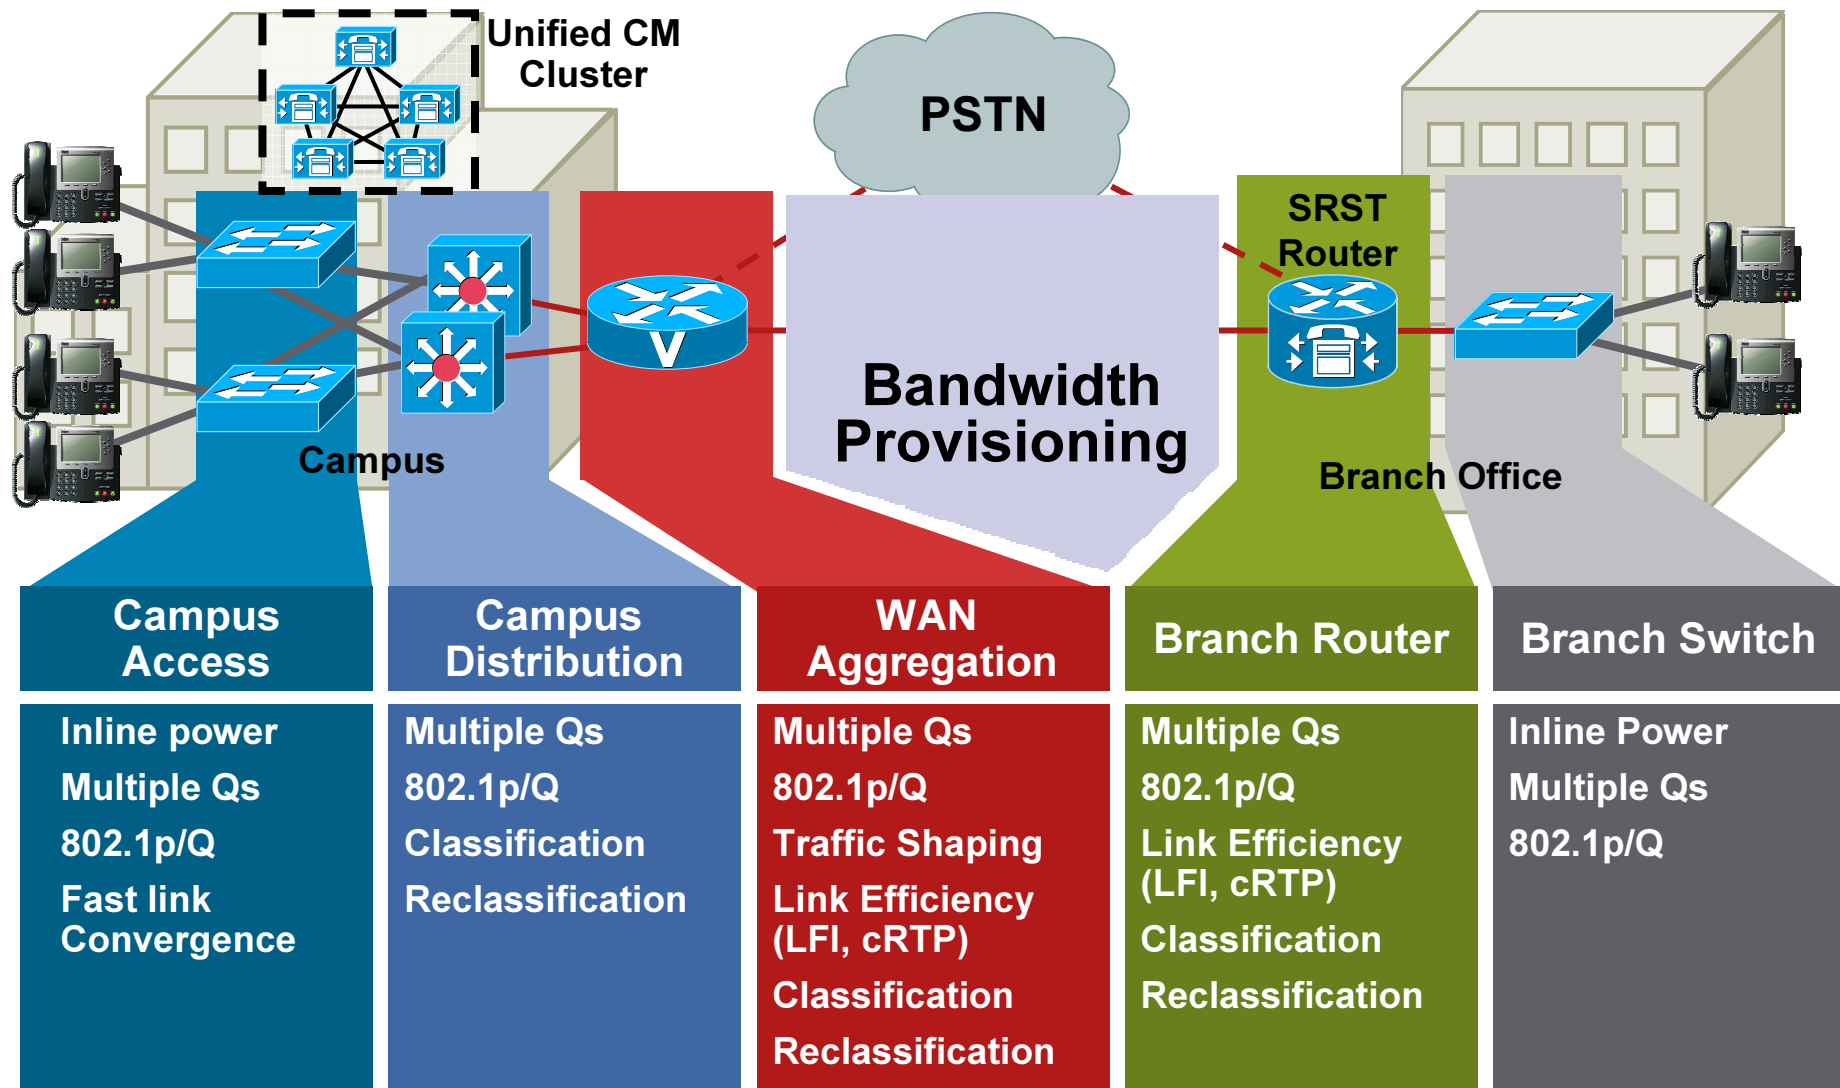 Unified CM
Cluster
PSTN
SRST
Router
V
Bandwidth
Provisioning
Campus
Branch Office
Campus
Access
Campus
Distribution
WAN
Aggregation
Branch Router
Branch Switch
Inline power
Multiple Qs
802.1p/Q
Fast link
Convergence
Multiple Qs
802.1p/Q
Classification
Reclassification
Multiple Qs
802.1p/Q
Traffic Shaping
Link Efficiency
(LFI, cRTP)
Classification
Reclassification
Multiple Qs
802.1p/Q
Link Efficiency
(LFI, cRTP)
Classification
Reclassification
Inline Power
Multiple Qs
802.1p/Q